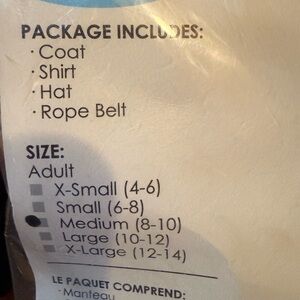 PACKAGE INCLUDES:
· Coat
· Shirt
· Hat
· Rope Belt
SIZE:
Adult
X-Small (4-6)
Small (6-8)
Medium (8-10)
Large (10-12)
X-Large (12-14)
LE PAQUET COMPREND:
· Manteau